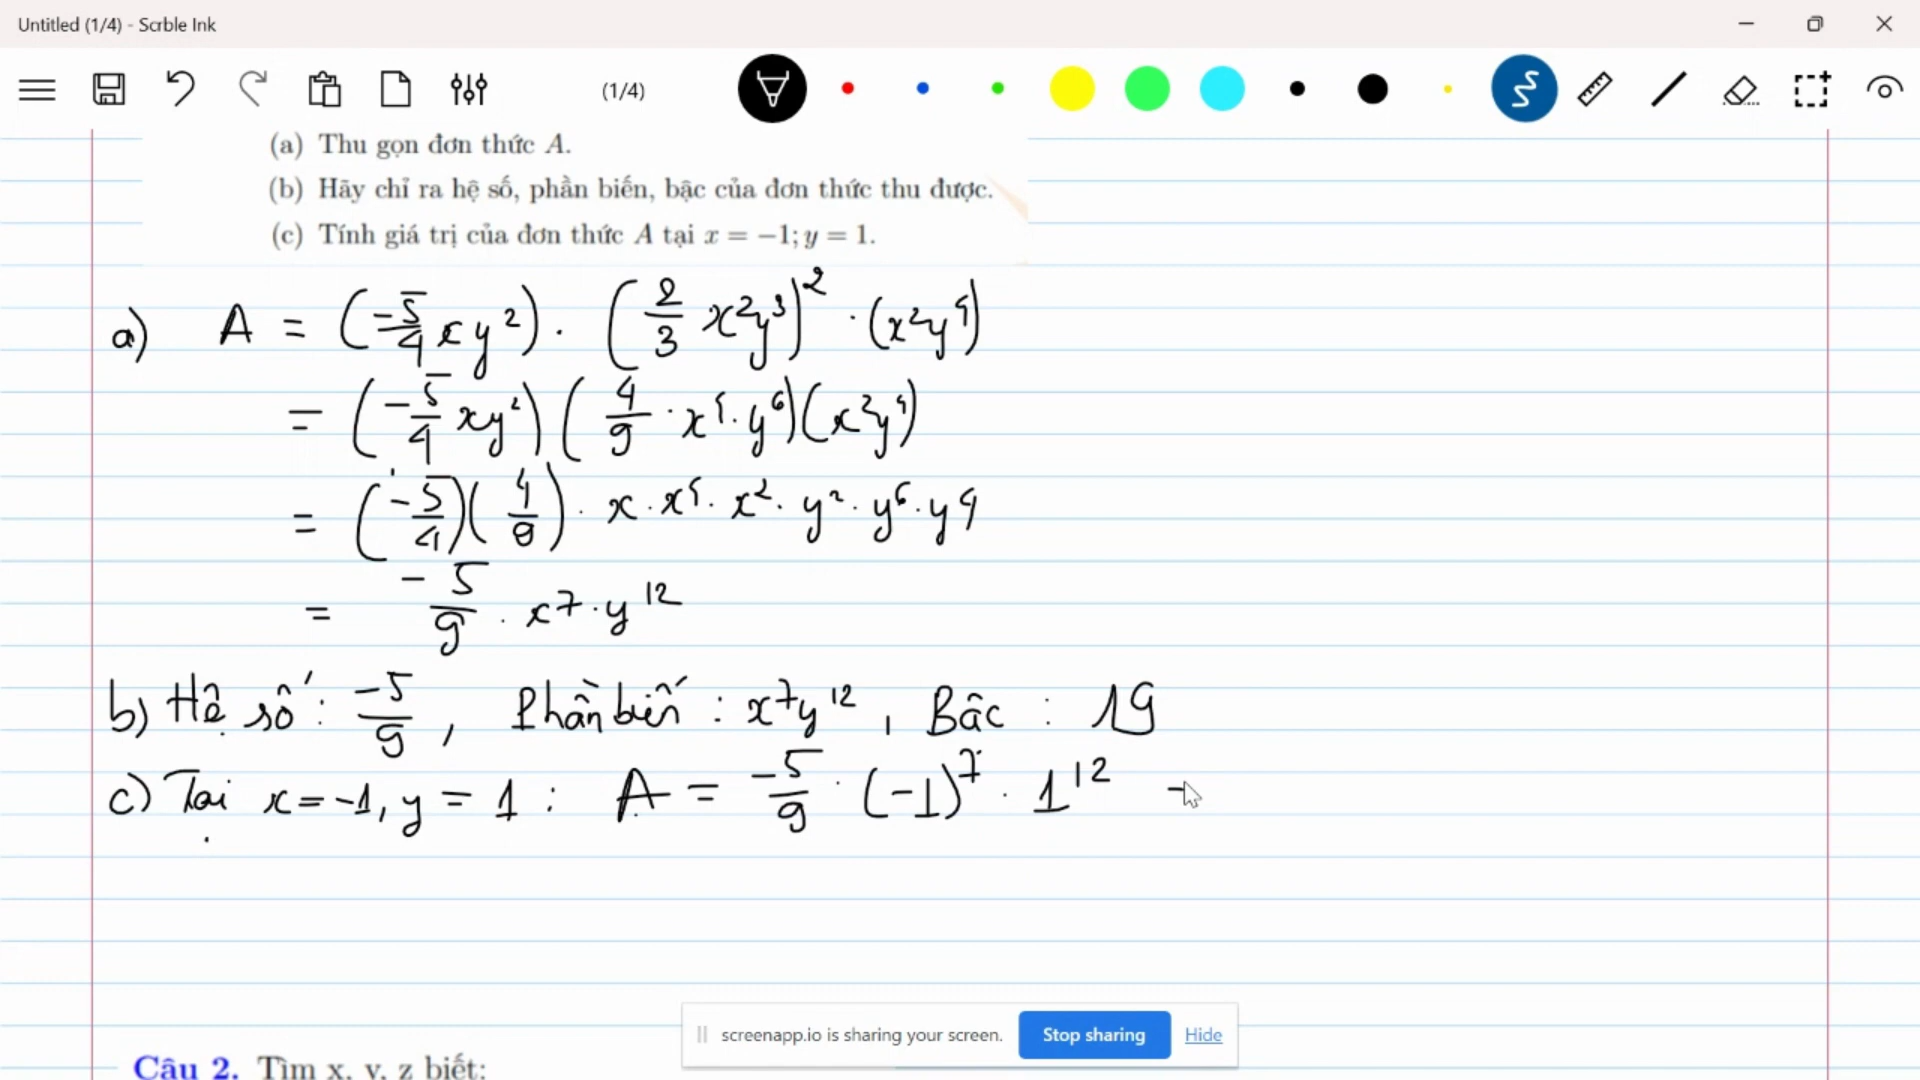 Untitled (1/4) - Scrble Ink
(1/4)
(a) Thu gọn đơn thức A.
(b) Hãy chỉ ra hệ số, phần biến, bậc của đơn thức thu được.
(c) Tính giá trị của đơn thức A tại x = −1; y = 1.
a) A = (-5/4 xy²) · (2/3 x²y³)² · (x²y⁴)
= (-5/4 xy²)(4/9 · x⁴ · y⁶)(x²y⁴)
= (-5/4)(4/9) · x · x⁴ · x² · y² · y⁶ · y⁴
= -5/9 · x⁷ · y¹²
b) Hệ số : -5/9 , Phần biến : x⁷y¹² , Bậc : 19
c) Tại x = -1, y = 1 : A = -5/9 · (-1)⁷ · 1¹²
screenapp.io is sharing your screen. Stop sharing Hide
Câu 2. Tìm x, y, z biết: